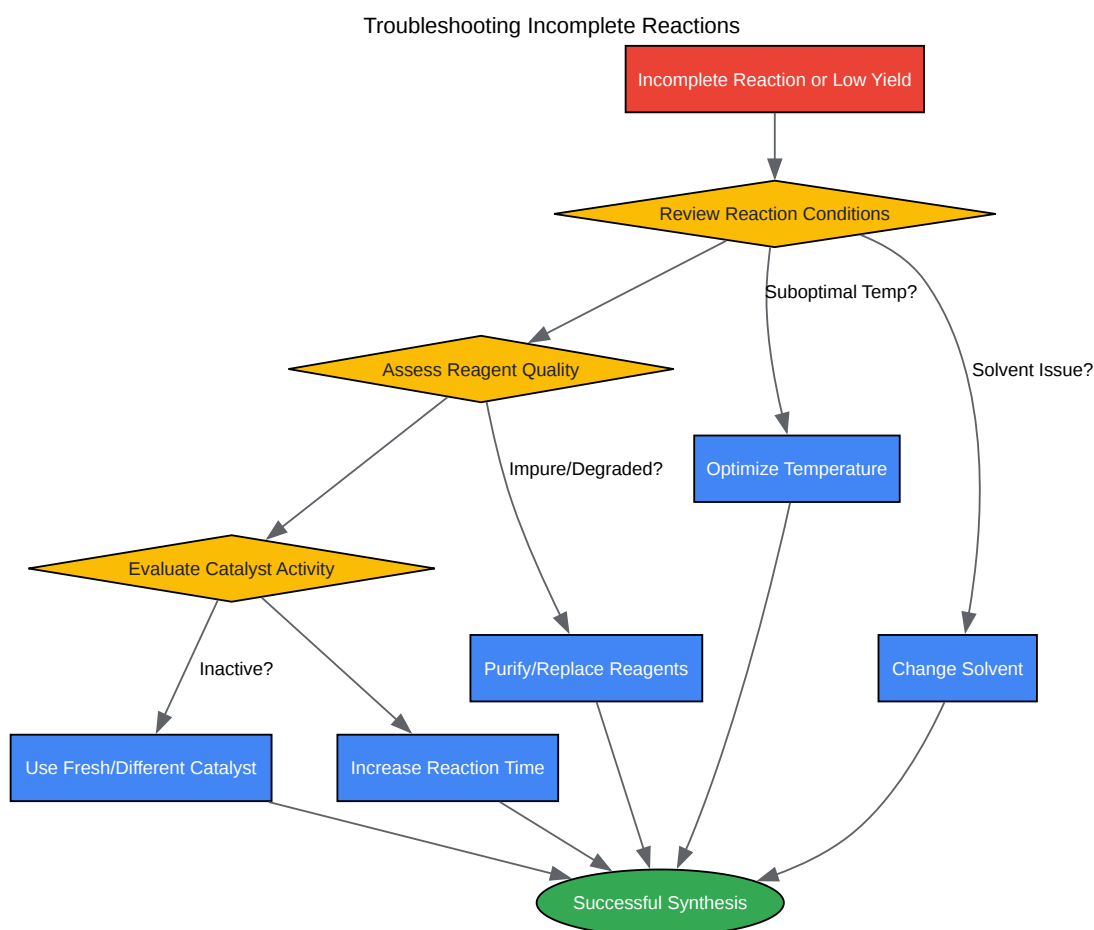 Troubleshooting Incomplete Reactions
Incomplete Reaction or Low Yield
Review Reaction Conditions
Suboptimal Temp?
Assess Reagent Quality
Solvent Issue?
Impure/Degraded?
Optimize Temperature
Evaluate Catalyst Activity
Inactive?
Purify/Replace Reagents
Change Solvent
Use Fresh/Different Catalyst
Increase Reaction Time
Successful Synthesis